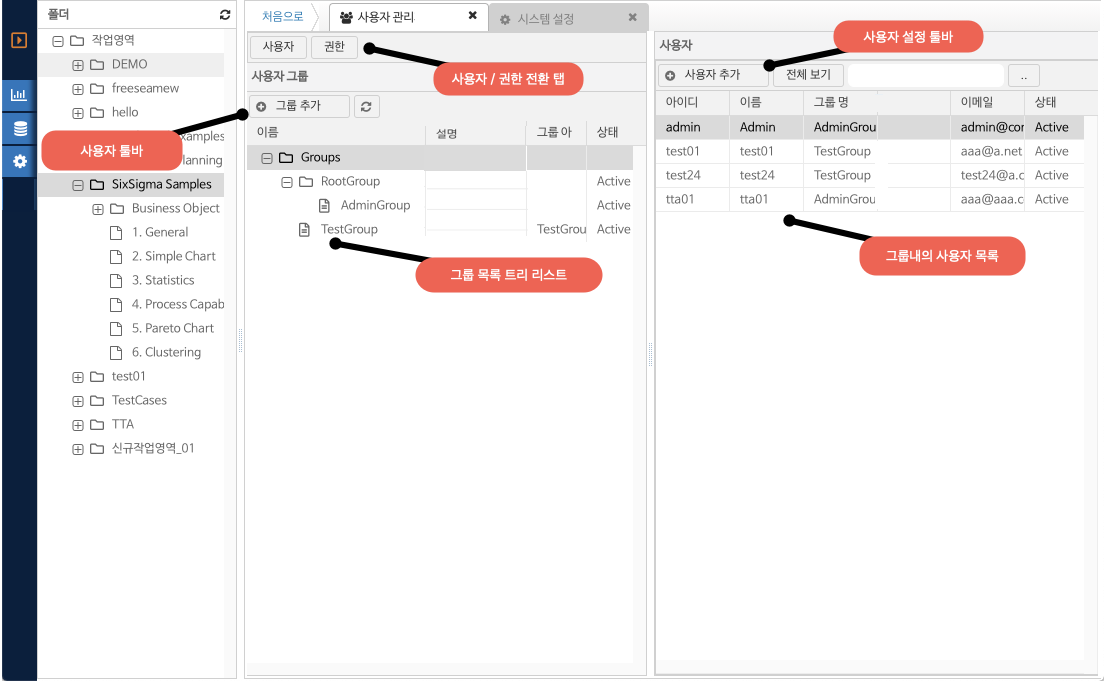 폴더
작업영역
DEMO
freeseamew
hello
xamples
lanning
SixSigma Samples
Business Object
1. General
2. Simple Chart
3. Statistics
4. Process Capab
5. Pareto Chart
6. Clustering
test01
TestCases
TTA
신규작업영역_01
사용자 툴바
처음으로
사용자 관리
시스템 설정
사용자
권한
사용자 / 권한 전환 탭
사용자 그룹
그룹 추가
이름 설명 그룹 아 상태
Groups
RootGroup Active
AdminGroup Active
TestGroup TestGrou Active
그룹 목록 트리 리스트
사용자
사용자 설정 툴바
사용자 추가 전체 보기 ..
아이디 이름 그룹 명 이메일 상태
admin Admin AdminGrou admin@cor Active
test01 test01 TestGroup aaa@a.net Active
test24 test24 TestGroup test24@a.c Active
tta01 tta01 AdminGrou aaa@aaa.c Active
그룹내의 사용자 목록